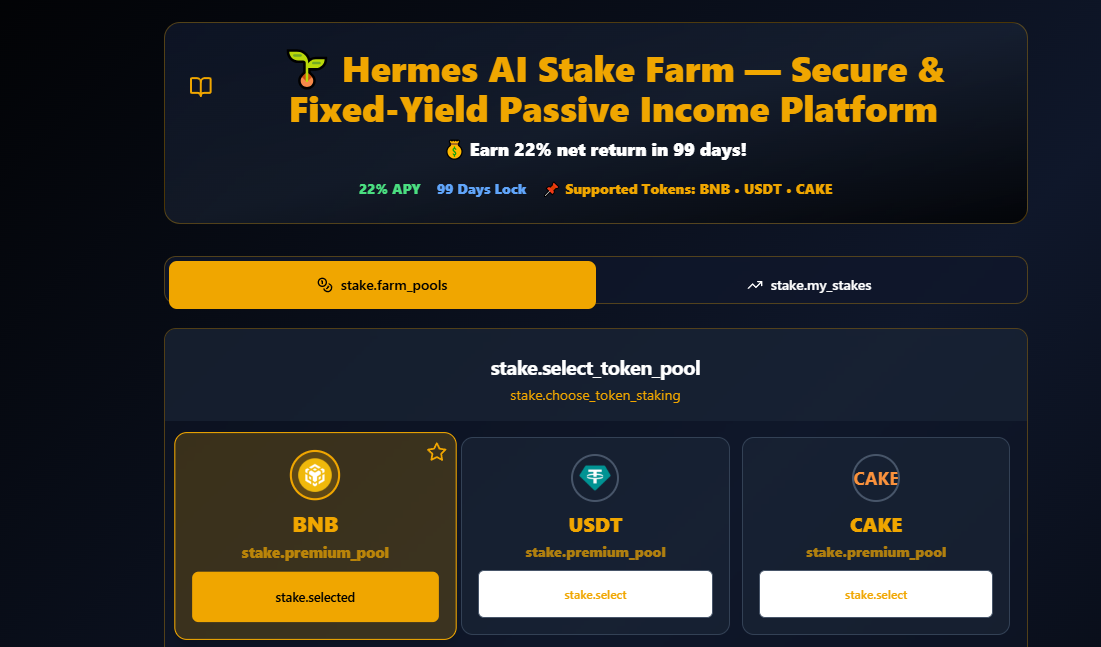 🌱 Hermes AI Stake Farm — Secure &
Fixed-Yield Passive Income Platform
💰 Earn 22% net return in 99 days!
22% APY 99 Days Lock 📌 Supported Tokens: BNB • USDT • CAKE
stake.farm_pools stake.my_stakes
stake.select_token_pool
stake.choose_token_staking
CAKE
BNB USDT CAKE
stake.premium_pool stake.premium_pool stake.premium_pool
stake.selected stake.select stake.select